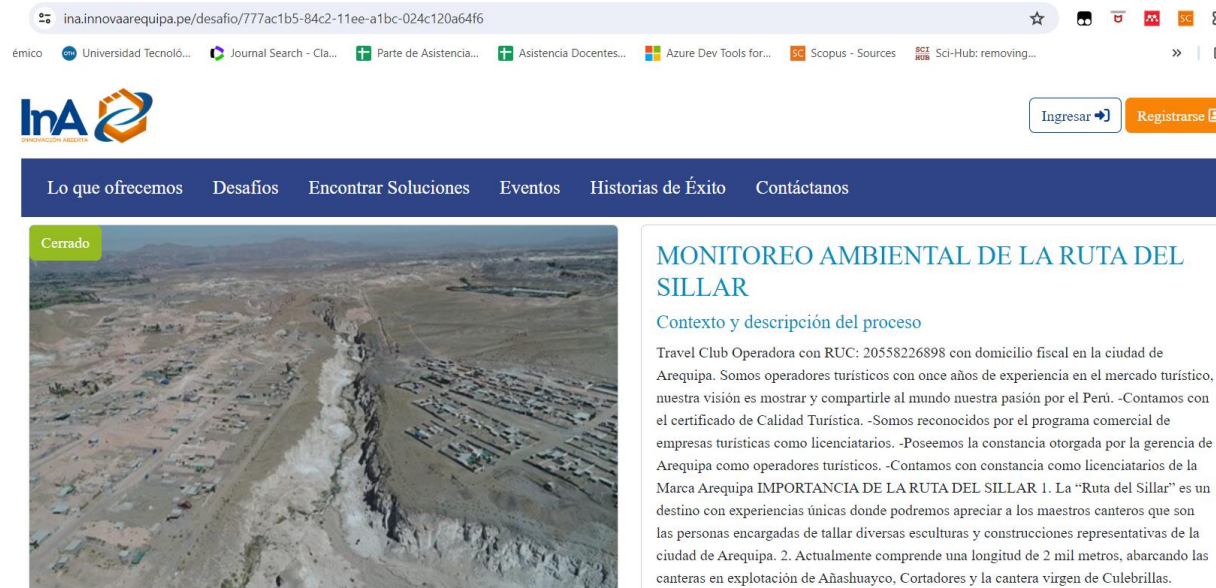 ina.innovaarequipa.pe/desafio/777ac1b5-84c2-11ee-a1bc-024c120a64f6
émico Universidad Tecnoló... Journal Search - Cla... Parte de Asistencia... Asistencia Docentes... Azure Dev Tools for... SC Scopus - Sources SCI HUB Sci-Hub: removing... »
InA
INNOVACIÓN ABIERTA
Ingresar Registrarse
Lo que ofrecemos Desafíos Encontrar Soluciones Eventos Historias de Éxito Contáctanos
Cerrado
MONITOREO AMBIENTAL DE LA RUTA DEL
SILLAR
Contexto y descripción del proceso
Travel Club Operadora con RUC: 20558226898 con domicilio fiscal en la ciudad de
Arequipa. Somos operadores turísticos con once años de experiencia en el mercado turístico,
nuestra visión es mostrar y compartirle al mundo nuestra pasión por el Perú. -Contamos con
el certificado de Calidad Turística. -Somos reconocidos por el programa comercial de
empresas turísticas como licenciatarios. -Poseemos la constancia otorgada por la gerencia de
Arequipa como operadores turísticos. -Contamos con constancia como licenciatarios de la
Marca Arequipa IMPORTANCIA DE LA RUTA DEL SILLAR 1. La “Ruta del Sillar” es un
destino con experiencias únicas donde podremos apreciar a los maestros canteros que son
las personas encargadas de tallar diversas esculturas y construcciones representativas de la
ciudad de Arequipa. 2. Actualmente comprende una longitud de 2 mil metros, abarcando las
canteras en explotación de Añashuayco, Cortadores y la cantera virgen de Culebrillas.